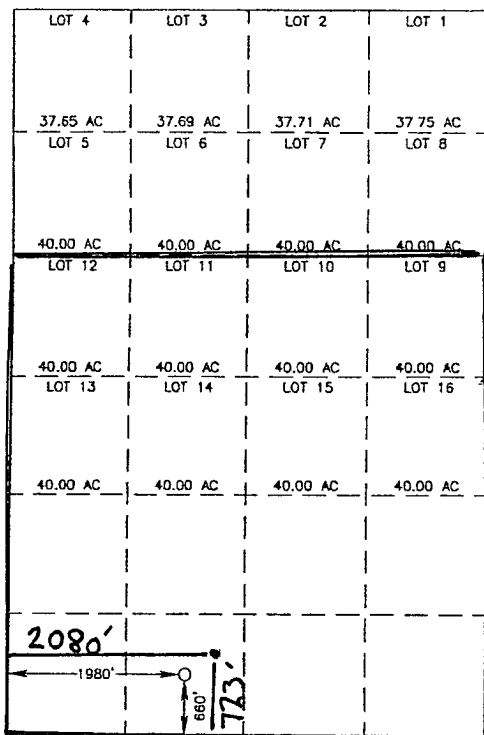 LOT 4 LOT 3 LOT 2 LOT 1
37.65 AC 37.69 AC 37.71 AC 37.75 AC
LOT 5 LOT 6 LOT 7 LOT 8
40.00 AC 40.00 AC 40.00 AC 40.00 AC
LOT 12 LOT 11 LOT 10 LOT 9
40.00 AC 40.00 AC 40.00 AC 40.00 AC
LOT 13 LOT 14 LOT 15 LOT 16
40.00 AC 40.00 AC 40.00 AC 40.00 AC
2080'
1980'
660'
723'